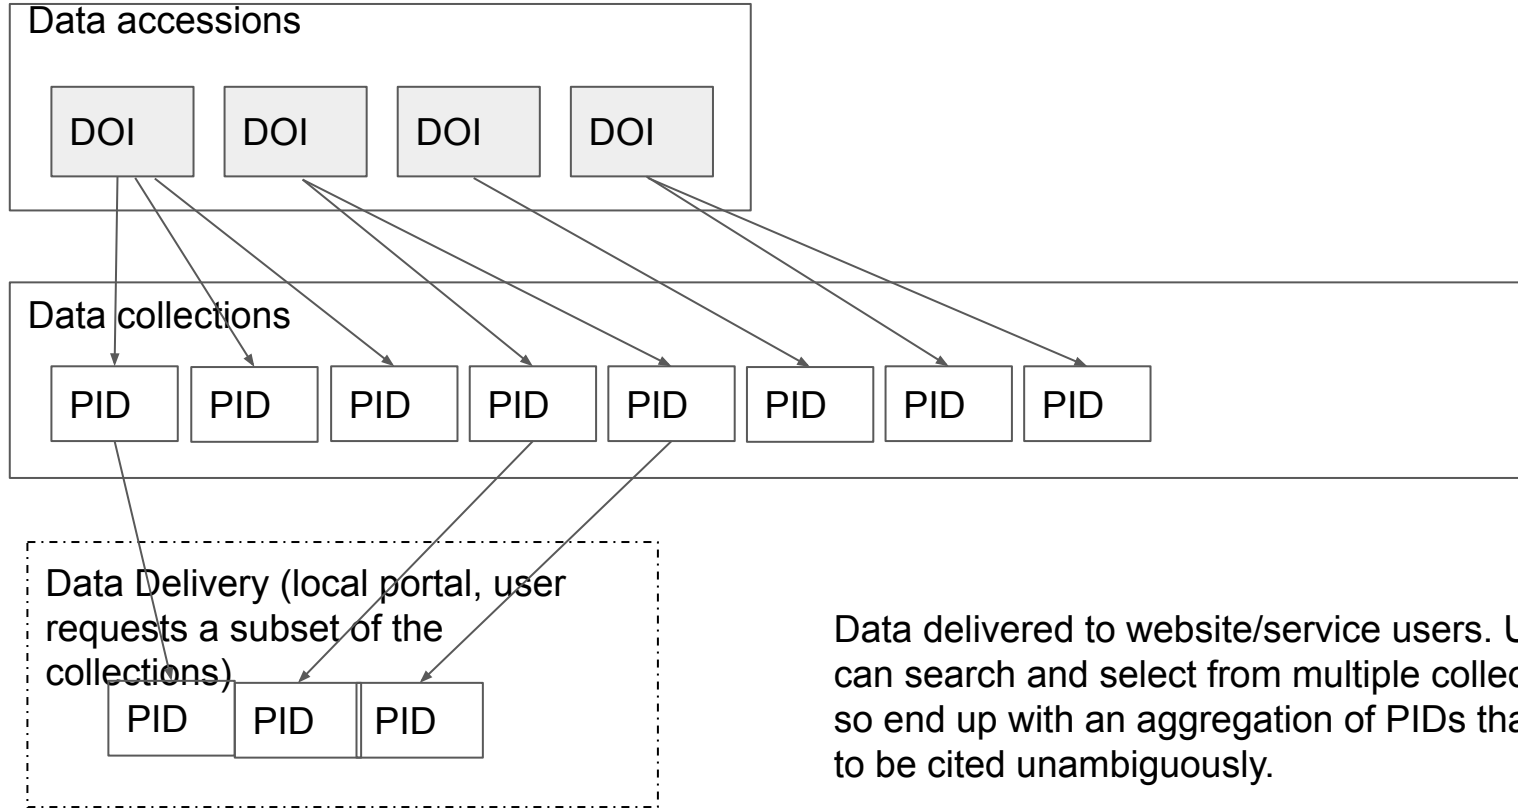 Data accessions
DOI DOI DOI DOI
Data collections
PID PID PID PID PID PID PID PID
Data Delivery (local portal, user
requests a subset of the
collections)
PID PID PID
Data delivered to website/service users. U
can search and select from multiple collec
so end up with an aggregation of PIDs tha
to be cited unambiguously.